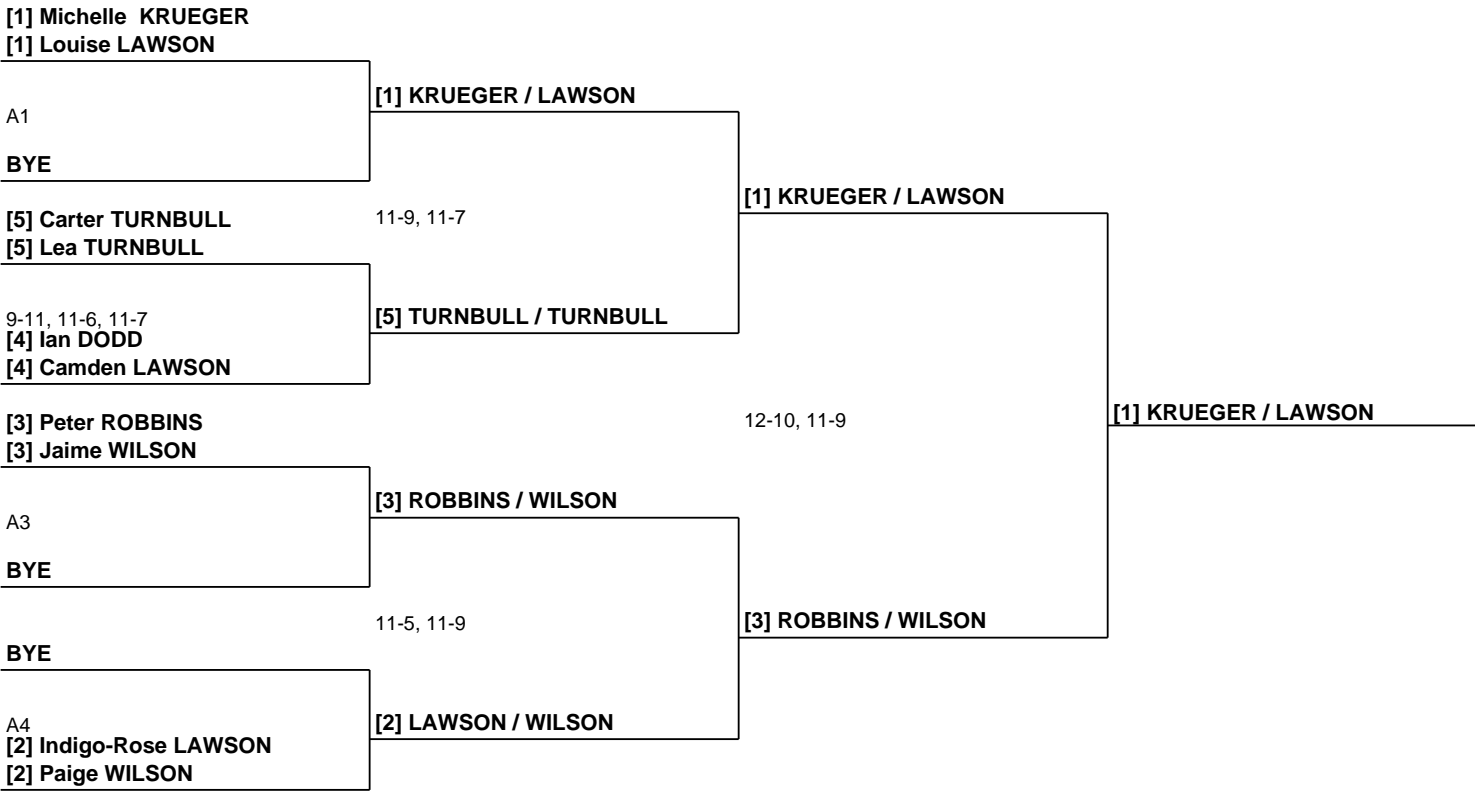 [1] Michelle  KRUEGER
[1] Louise LAWSON
[1] KRUEGER / LAWSON
A1
BYE
[1] KRUEGER / LAWSON
[5] Carter TURNBULL
11-9, 11-7
[5] Lea TURNBULL
9-11, 11-6, 11-7
[5] TURNBULL / TURNBULL
[4] Ian DODD
[4] Camden LAWSON
[3] Peter ROBBINS
12-10, 11-9
[1] KRUEGER / LAWSON
[3] Jaime WILSON
[3] ROBBINS / WILSON
A3
BYE
11-5, 11-9
[3] ROBBINS / WILSON
BYE
A4
[2] LAWSON / WILSON
[2] Indigo-Rose LAWSON
[2] Paige WILSON